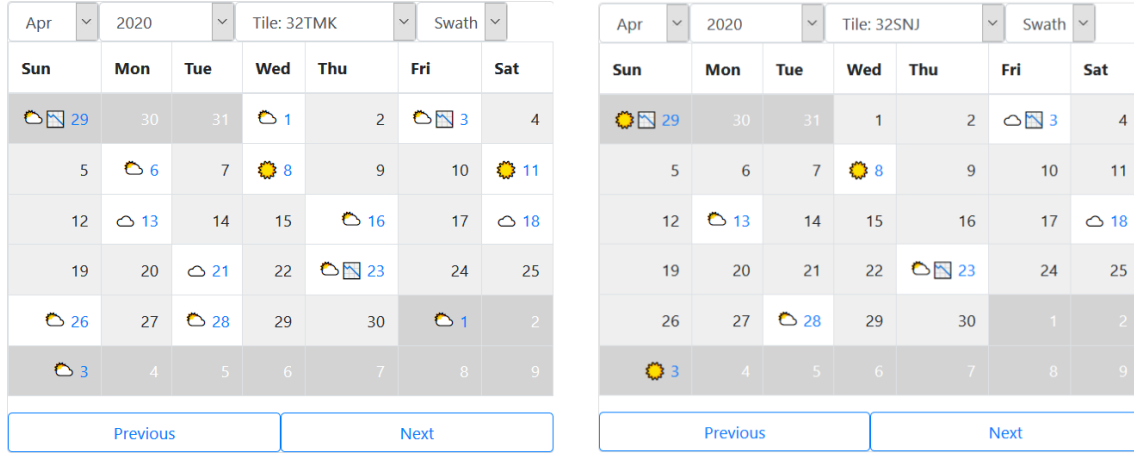 Apr 2020 Tile: 32TMK Swath
Sun Mon Tue Wed Thu Fri Sat
29 30 31 1 2 3 4
5 6 7 8 9 10 11
12 13 14 15 16 17 18
19 20 21 22 23 24 25
26 27 28 29 30 1 2
3 4 5 6 7 8 9
Previous Next
Apr 2020 Tile: 32SNJ Swath
Sun Mon Tue Wed Thu Fri Sat
29 30 31 1 2 3 4
5 6 7 8 9 10 11
12 13 14 15 16 17 18
19 20 21 22 23 24 25
26 27 28 29 30 1 2
3 4 5 6 7 8 9
Previous Next